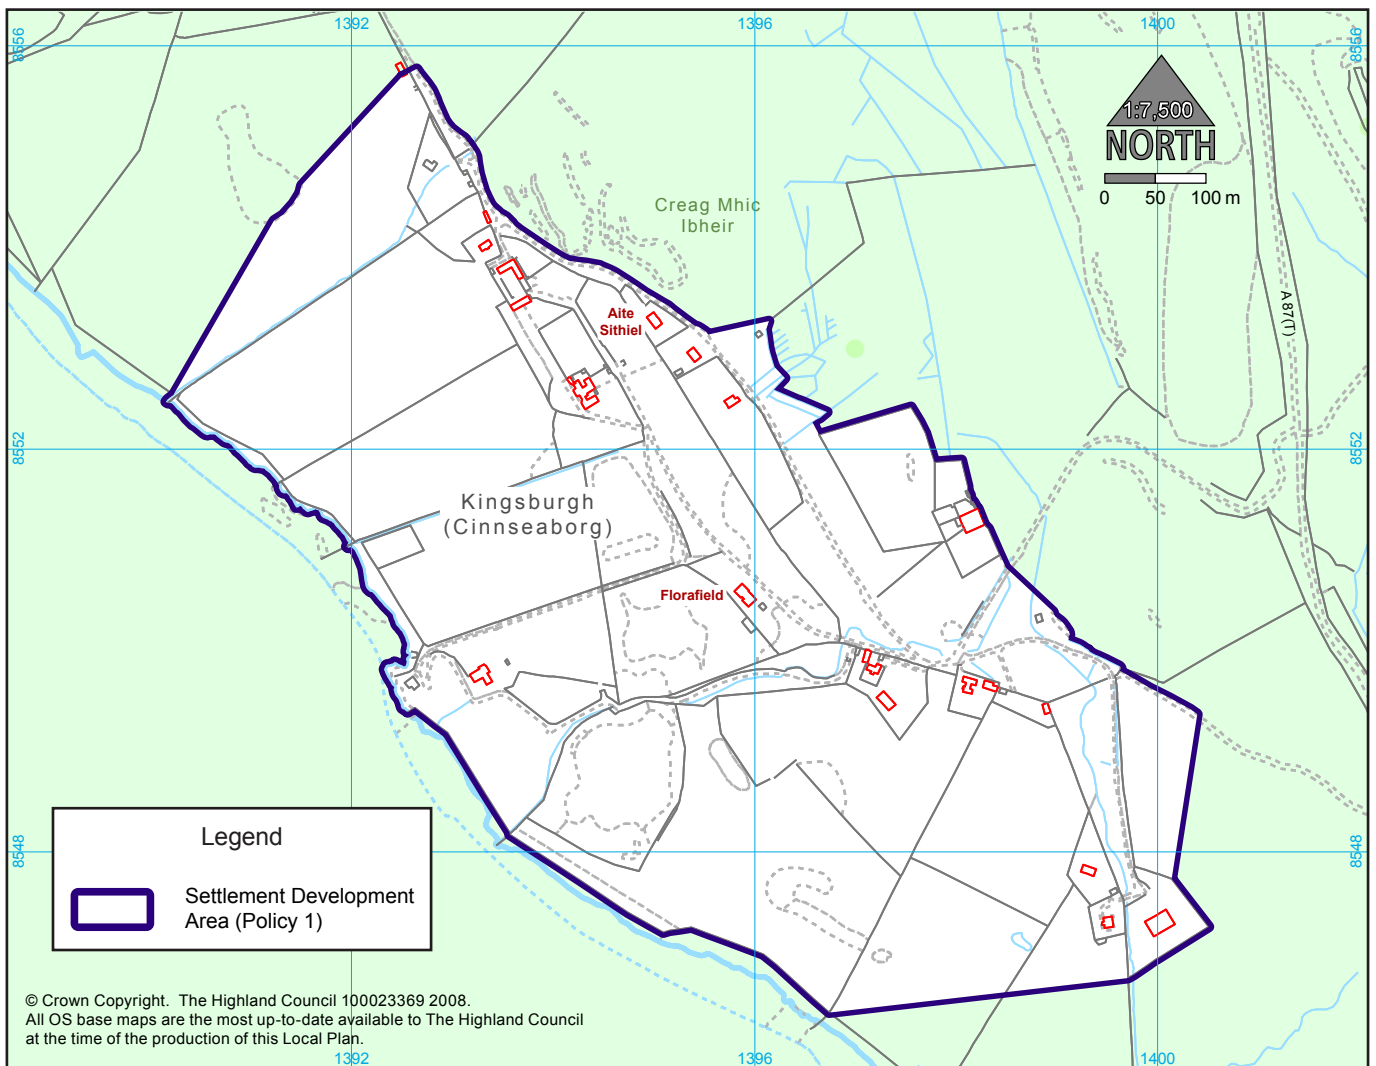 1392
1396
1400
8556
8556
1:7,500
NORTH
0 50 100 m
Creag Mhic
Ibheir
A 87(T)
Aite
Sithiel
8552
8552
Kingsburgh
(Cinnseaborg)
Florafield
8548
8548
Legend
Settlement Development
Area (Policy 1)
© Crown Copyright. The Highland Council 100023369 2008.
All OS base maps are the most up-to-date available to The Highland Council
at the time of the production of this Local Plan.
1392
1396
1400